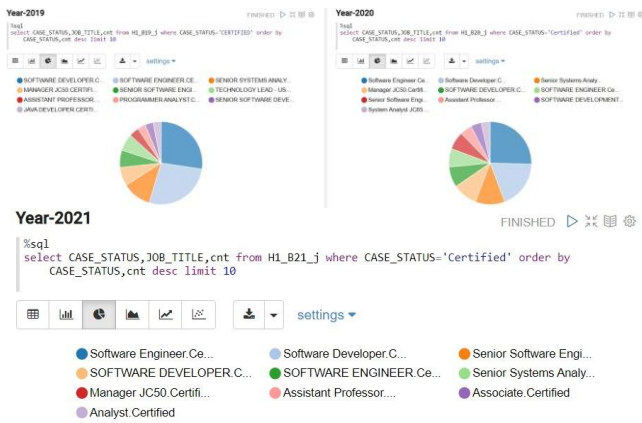 Year-2019
FINISHED
%sql
select CASE_STATUS,JOB_TITLE,cnt from H1_B19_j where CASE_STATUS='CERTIFIED' order by
CASE_STATUS,cnt desc limit 10
settings
SOFTWARE DEVELOPER.C...
SOFTWARE ENGINEER.CE...
SENIOR SYSTEMS ANALY...
MANAGER JC50.CERTIFI...
SENIOR SOFTWARE ENGI...
TECHNOLOGY LEAD - US...
ASSISTANT PROFESSOR....
PROGRAMMER ANALYST.C...
SENIOR SOFTWARE DEVE...
JAVA DEVELOPER.CERTI...
Year-2020
FINISHED
%sql
select CASE_STATUS,JOB_TITLE,cnt from H1_B20_j where CASE_STATUS='Certified' order by
CASE_STATUS,cnt desc limit 10
settings
Software Engineer.Ce...
Software Developer.C...
Senior Systems Analy...
Manager JC50.Certifi...
SOFTWARE DEVELOPER.C...
SOFTWARE ENGINEER.Ce...
Senior Software Engi...
Assistant Professor....
SOFTWARE DEVELOPMENT...
System Analyst JC65...
Year-2021
FINISHED
%sql
select CASE_STATUS,JOB_TITLE,cnt from H1_B21_j where CASE_STATUS='Certified' order by
CASE_STATUS,cnt desc limit 10
settings
Software Engineer.Ce...
Software Developer.C...
Senior Software Engi...
SOFTWARE DEVELOPER.C...
SOFTWARE ENGINEER.Ce...
Senior Systems Analy...
Manager JC50.Certifi...
Assistant Professor....
Associate.Certified
Analyst.Certified